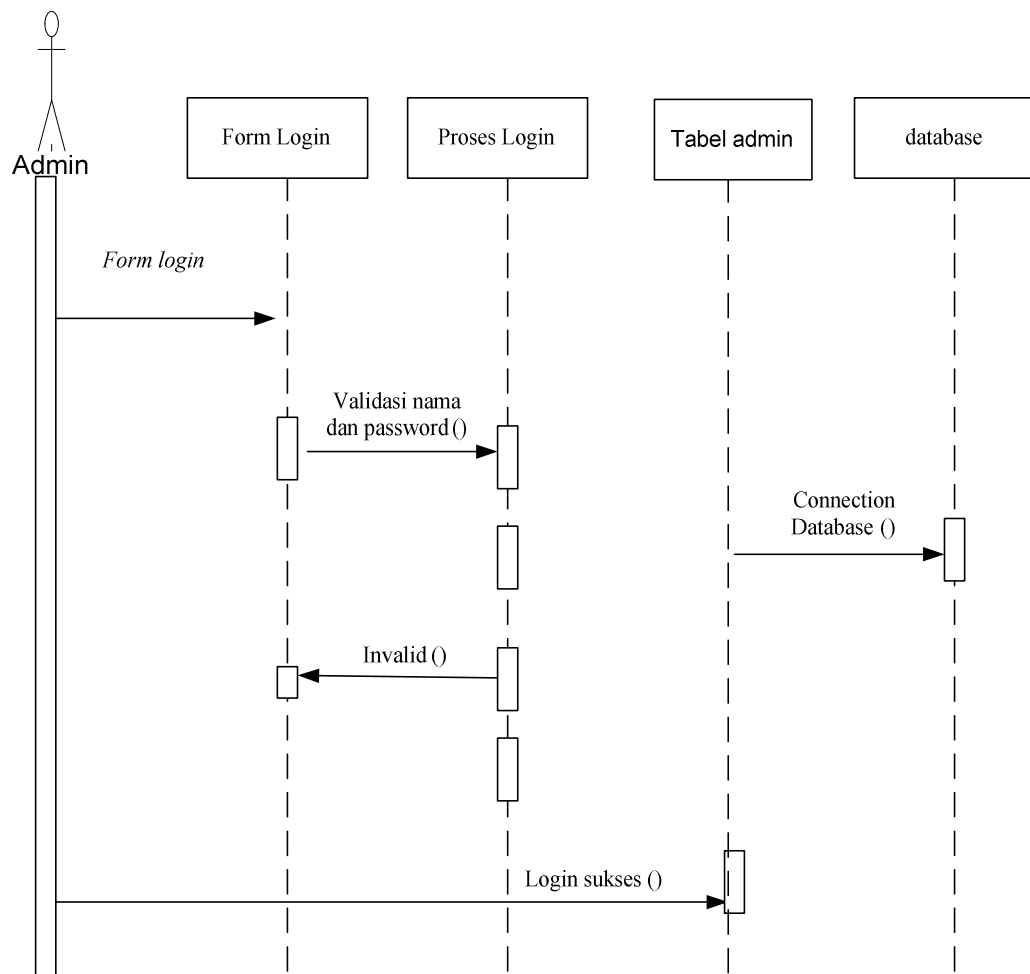 Admin
Form Login
Proses Login
Tabel admin
database
Form login
Validasi nama
dan password ()
Connection
Database ()
Invalid ()
Login sukses ()